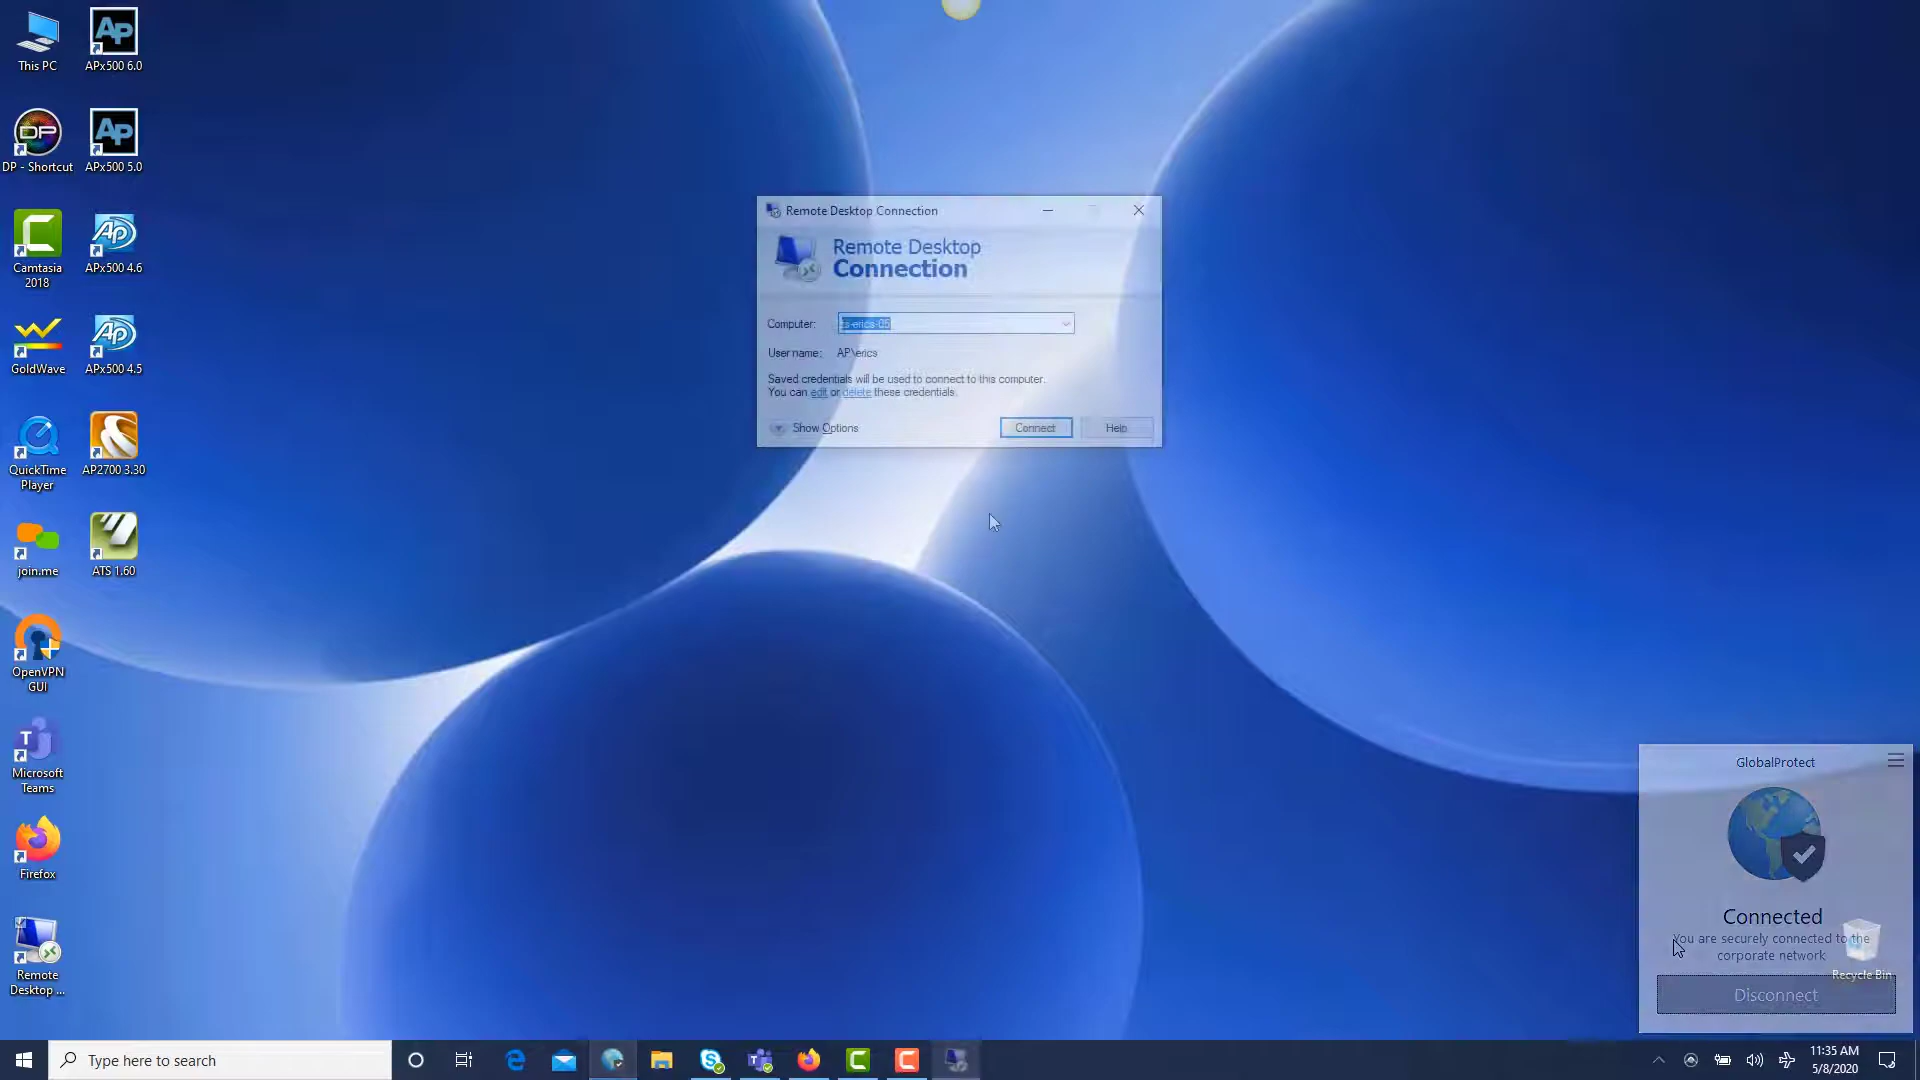 This PC
APx500 6.0
DP - Shortcut
APx500 5.0
Camtasia
2018
APx500 4.6
GoldWave
APx500 4.5
QuickTime
Player
AP2700 3.30
join.me
ATS 1.60
OpenVPN
GUI
Microsoft
Teams
Firefox
Remote
Desktop ...
Remote Desktop Connection
Remote Desktop
Connection
Computer:
User name: AP\erics
Saved credentials will be used to connect to this computer.
You can edit or delete these credentials.
Show Options
Connect
Help
GlobalProtect
Connected
You are securely connected to the
corporate network
Recycle Bin
Disconnect
Type here to search
11:35 AM
5/8/2020